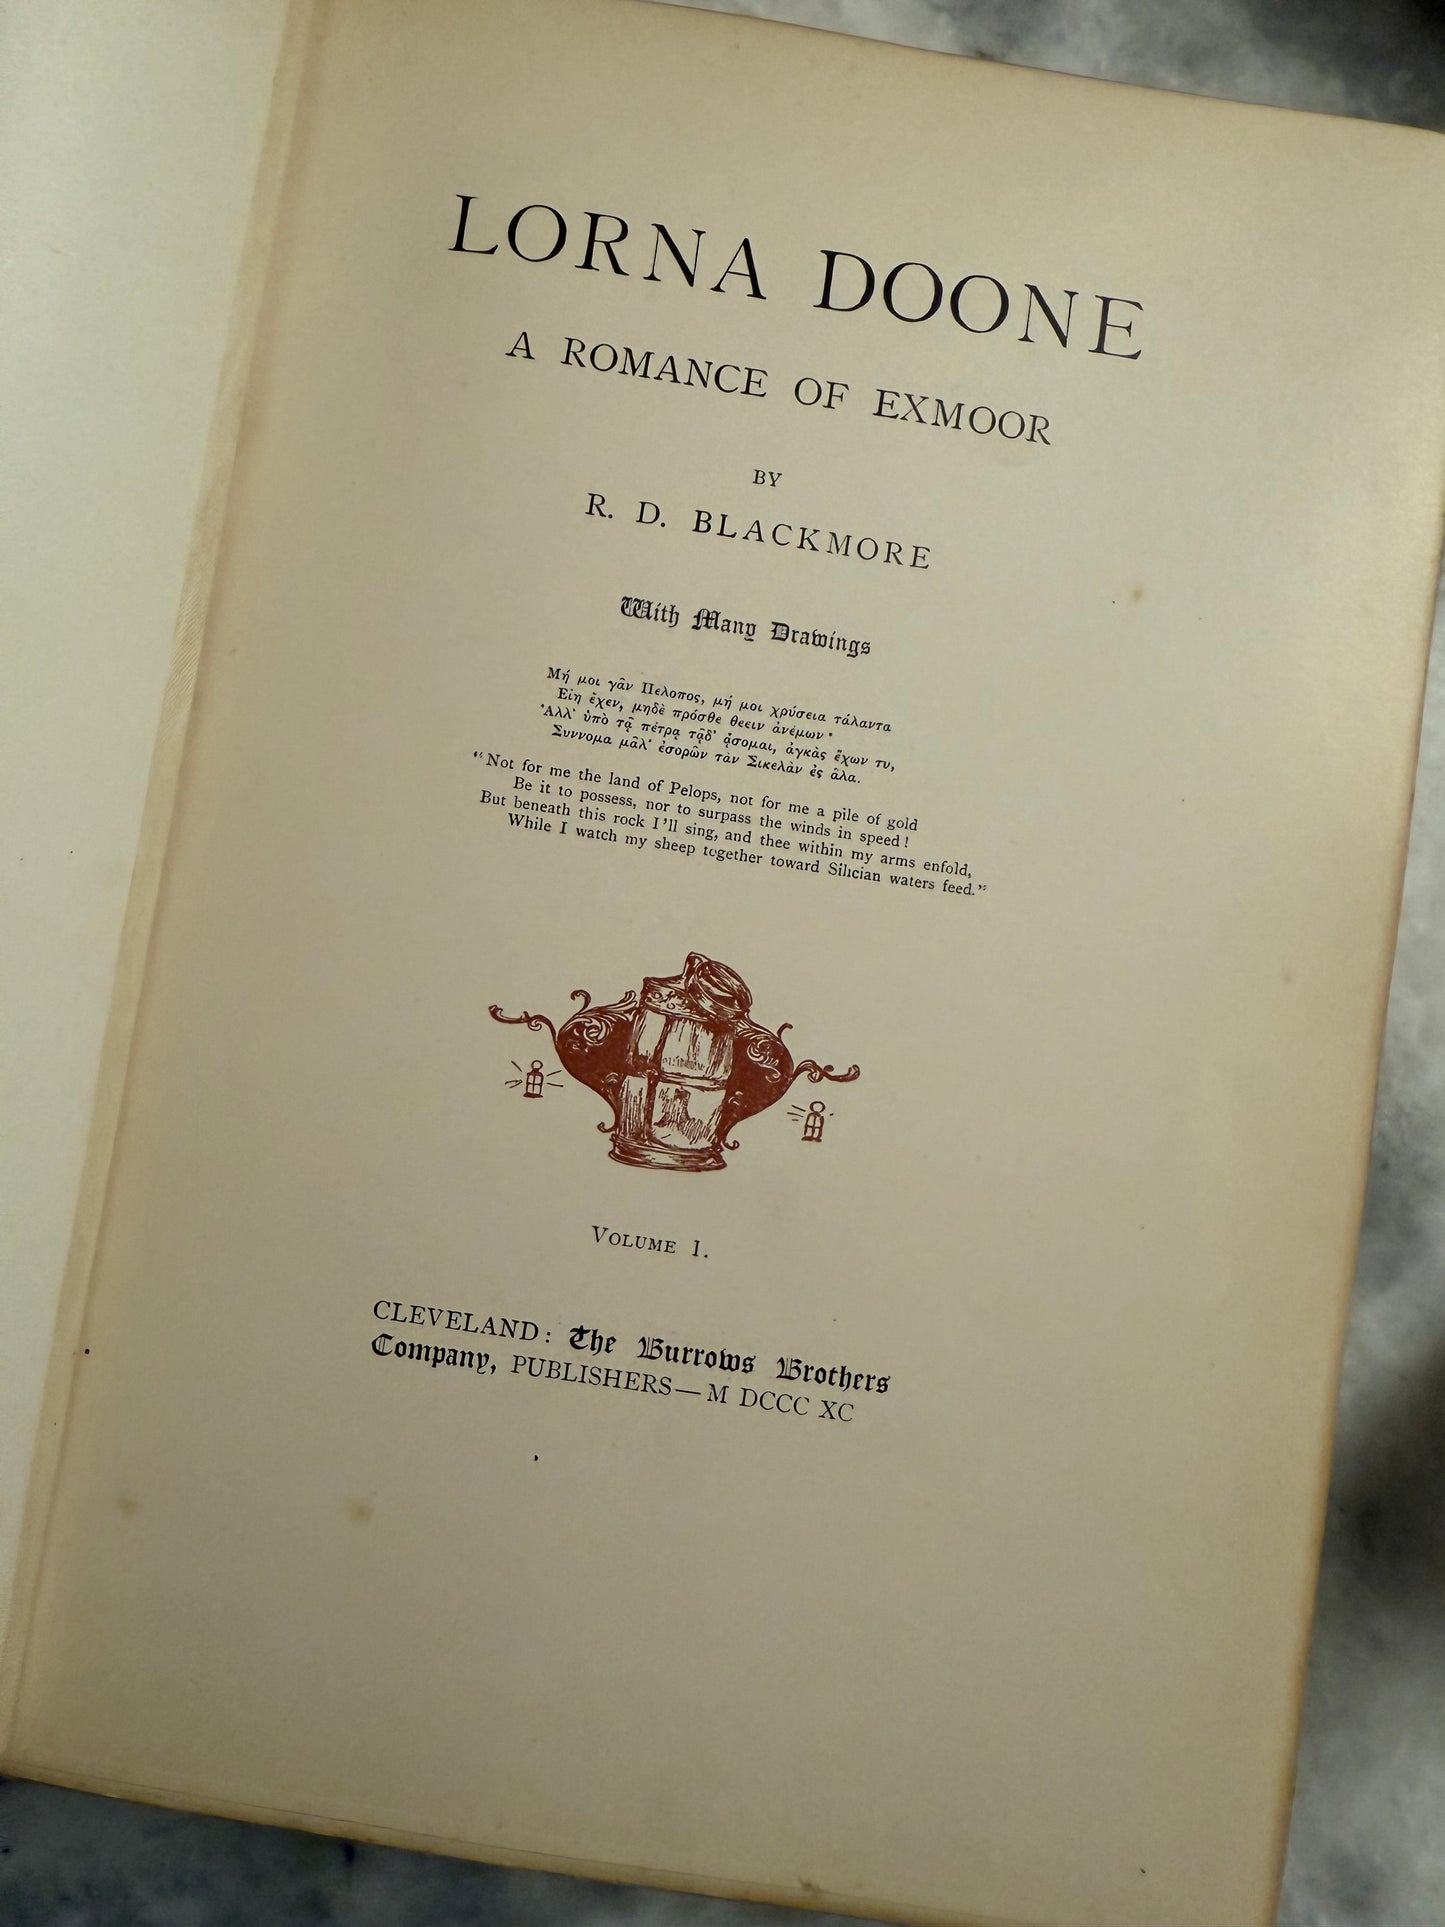 LORNA DOONE
A ROMANCE OF EXMOOR
BY
R. D. BLACKMORE
With Many Drawings
Μή μοι γᾶν Πελοπος, μή μοι χρύσεια τάλαντα
Εἰη ἔχεν, μηδὲ πρόσθε θεειν ἀνέμων·
Ἀλλ' ὑπὸ τᾷ πέτρᾳ τᾷδ' ᾄσομαι, ἀγκὰς ἔχων τυ,
Συννομα μᾶλ' ἐσορῶν τὰν Σικελὰν ἐς ἅλα.
"Not for me the land of Pelops, not for me a pile of gold
Be it to possess, nor to surpass the winds in speed!
But beneath this rock I'll sing, and thee within my arms enfold,
While I watch my sheep together toward Silician waters feed."
VOLUME I.
CLEVELAND: The Burrows Brothers
Company, PUBLISHERS—M DCCC XC